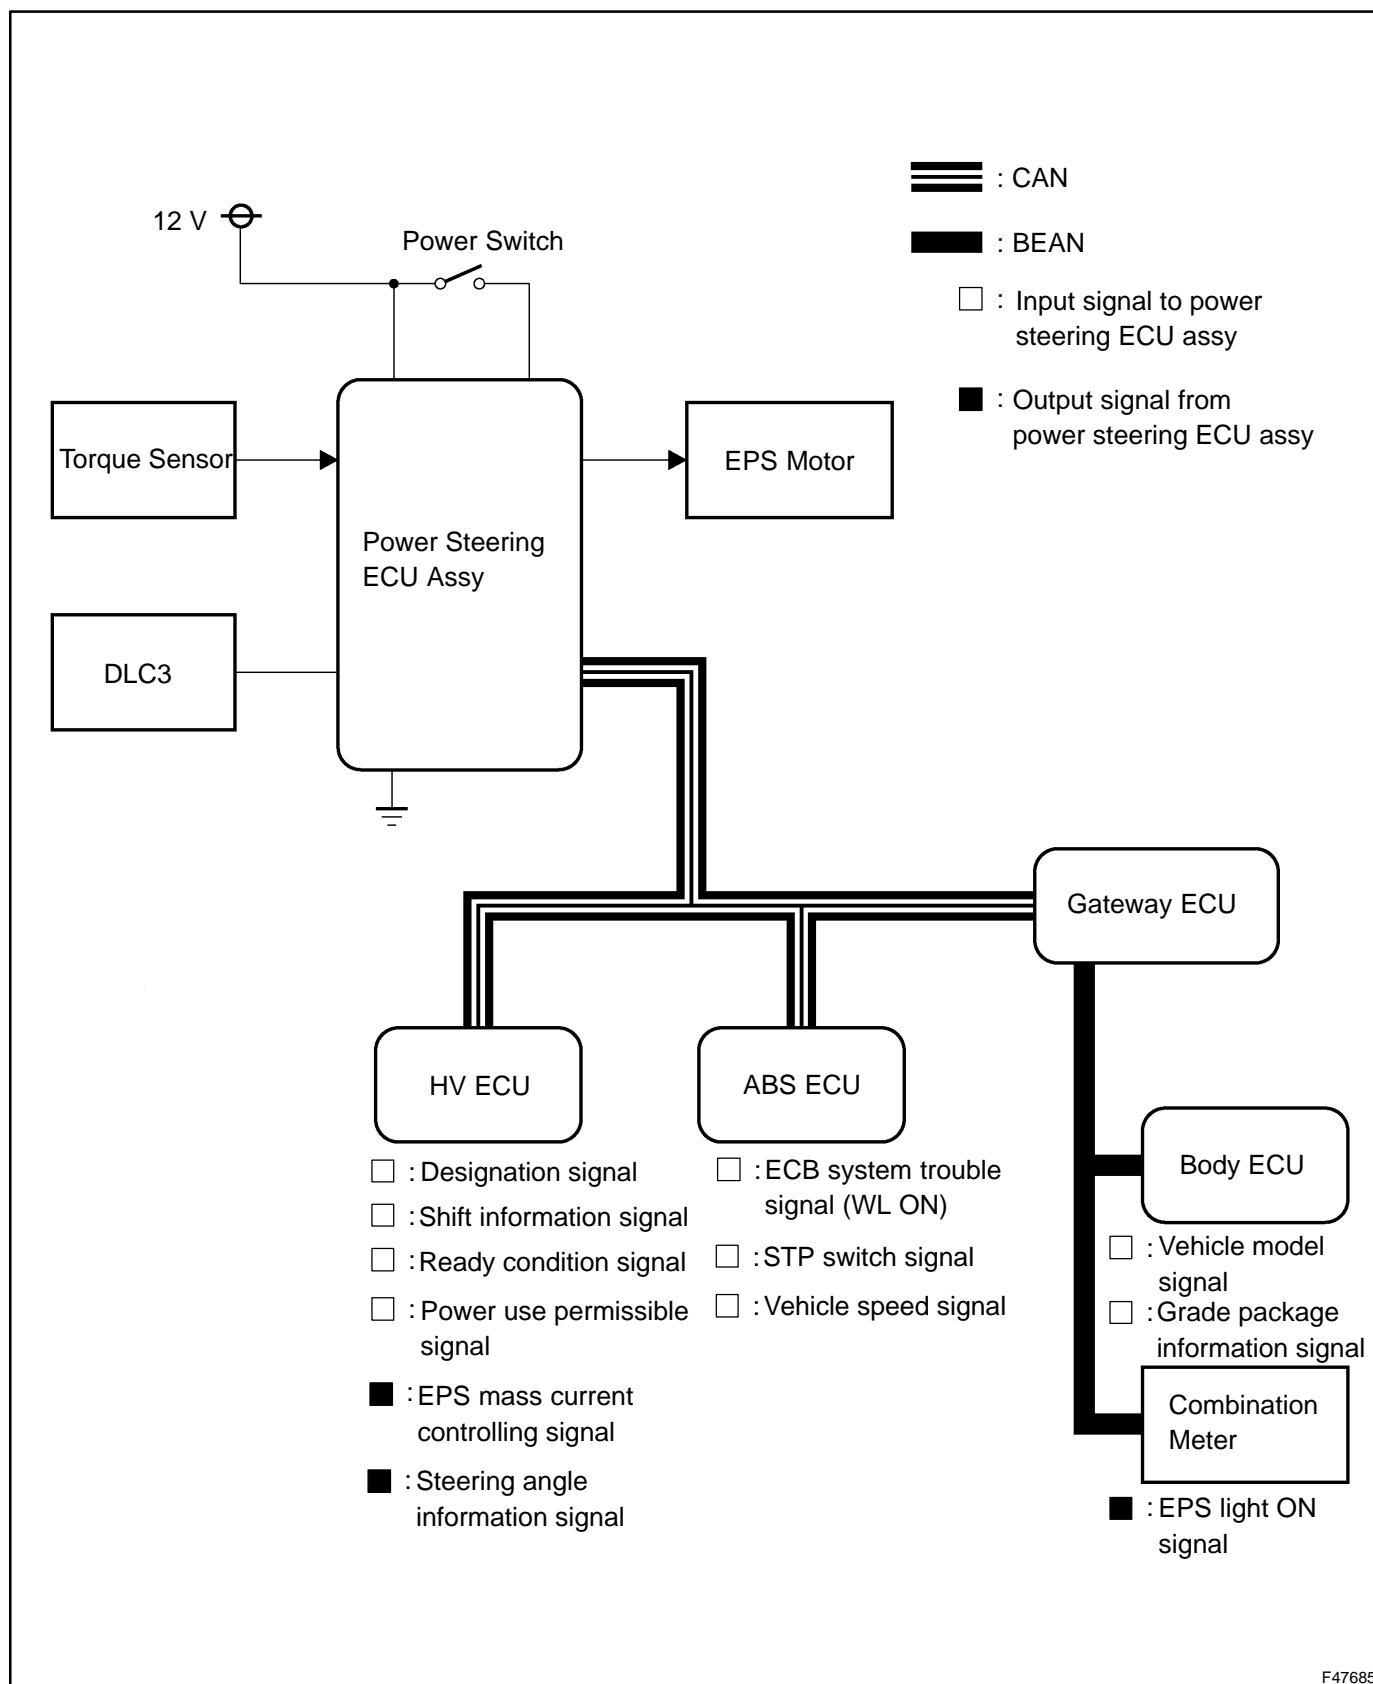 : CAN
12 V
Power Switch
: BEAN
: Input signal to power
steering ECU assy
: Output signal from
power steering ECU assy
Torque Sensor
EPS Motor
Power Steering
ECU Assy
DLC3
Gateway ECU
HV ECU
ABS ECU
Body ECU
: Designation signal
: Shift information signal
: Ready condition signal
: Power use permissible
signal
: EPS mass current
controlling signal
: Steering angle
information signal
: ECB system trouble
signal (WL ON)
: STP switch signal
: Vehicle speed signal
: Vehicle model
signal
: Grade package
information signal
Combination
Meter
: EPS light ON
signal
F47685